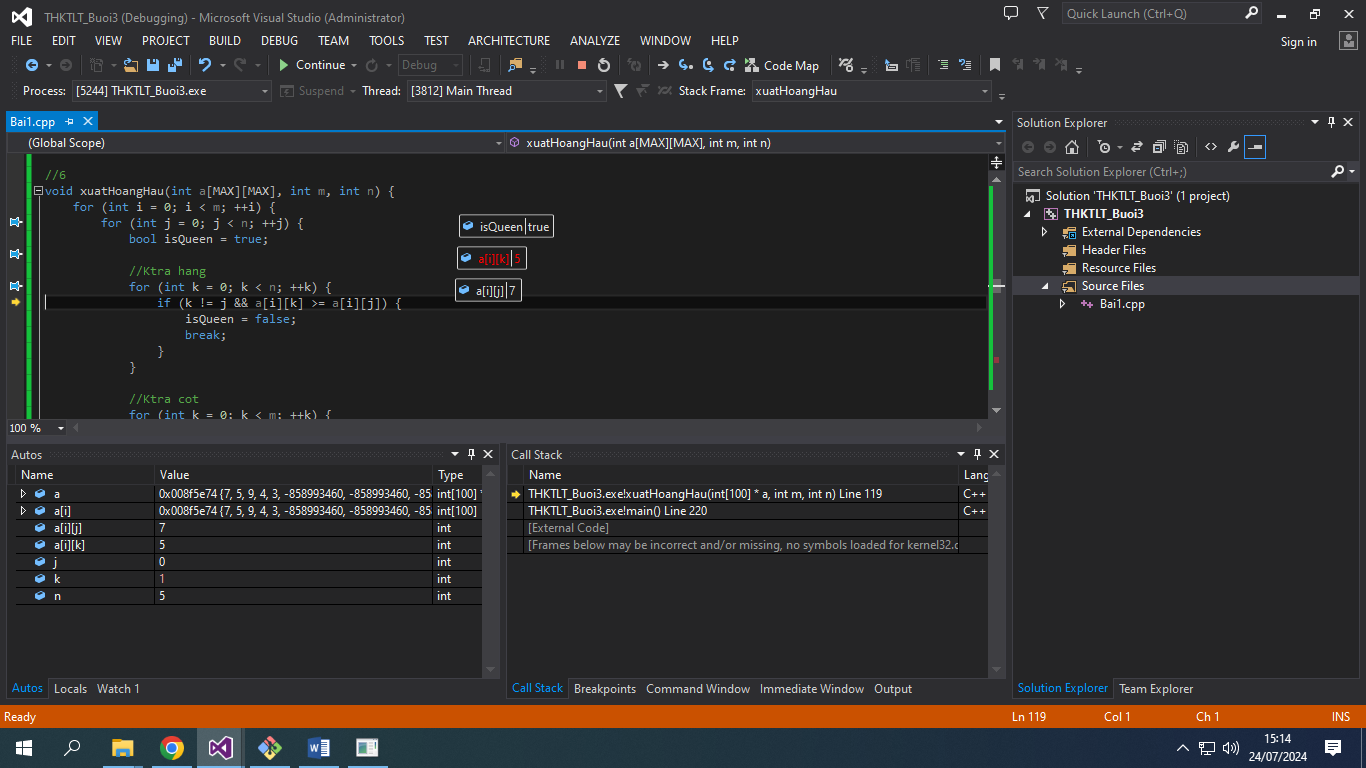 THKTLT_Buoi3 (Debugging) - Microsoft Visual Studio (Administrator)
Quick Launch (Ctrl+Q)
FILE EDIT VIEW PROJECT BUILD DEBUG TEAM TOOLS TEST ARCHITECTURE ANALYZE WINDOW HELP
Sign in
Continue Debug Code Map
Process: [5244] THKTLT_Buoi3.exe Suspend Thread: [3812] Main Thread Stack Frame: xuatHoangHau
Bai1.cpp
(Global Scope) xuatHoangHau(int a[MAX][MAX], int m, int n)
//6
void xuatHoangHau(int a[MAX][MAX], int m, int n) {
for (int i = 0; i < m; ++i) {
for (int j = 0; j < n; ++j) {
isQueen true
bool isQueen = true;
a[i][k] 5
//Ktra hang
for (int k = 0; k < n; ++k) {
a[i][j] 7
if (k != j && a[i][k] >= a[i][j]) {
isQueen = false;
break;
}
}
//Ktra cot
for (int k = 0; k < m; ++k) {
100 %
Solution Explorer
Search Solution Explorer (Ctrl+;)
Solution 'THKTLT_Buoi3' (1 project)
THKTLT_Buoi3
External Dependencies
Header Files
Resource Files
Source Files
Bai1.cpp
Autos
Name Value Type
a 0x008f5e74 {7, 5, 9, 4, 3, -858993460, -858993460, -85 int[100] *
a[i] 0x008f5e74 {7, 5, 9, 4, 3, -858993460, -858993460, -85 int[100]
a[i][j] 7 int
a[i][k] 5 int
j 0 int
k 1 int
n 5 int
Autos Locals Watch 1
Call Stack
Name Lang
THKTLT_Buoi3.exe!xuatHoangHau(int[100] * a, int m, int n) Line 119 C++
THKTLT_Buoi3.exe!main() Line 220 C++
[External Code]
[Frames below may be incorrect and/or missing, no symbols loaded for kernel32.d
Call Stack Breakpoints Command Window Immediate Window Output
Solution Explorer Team Explorer
Ready Ln 119 Col 1 Ch 1 INS
15:14
24/07/2024